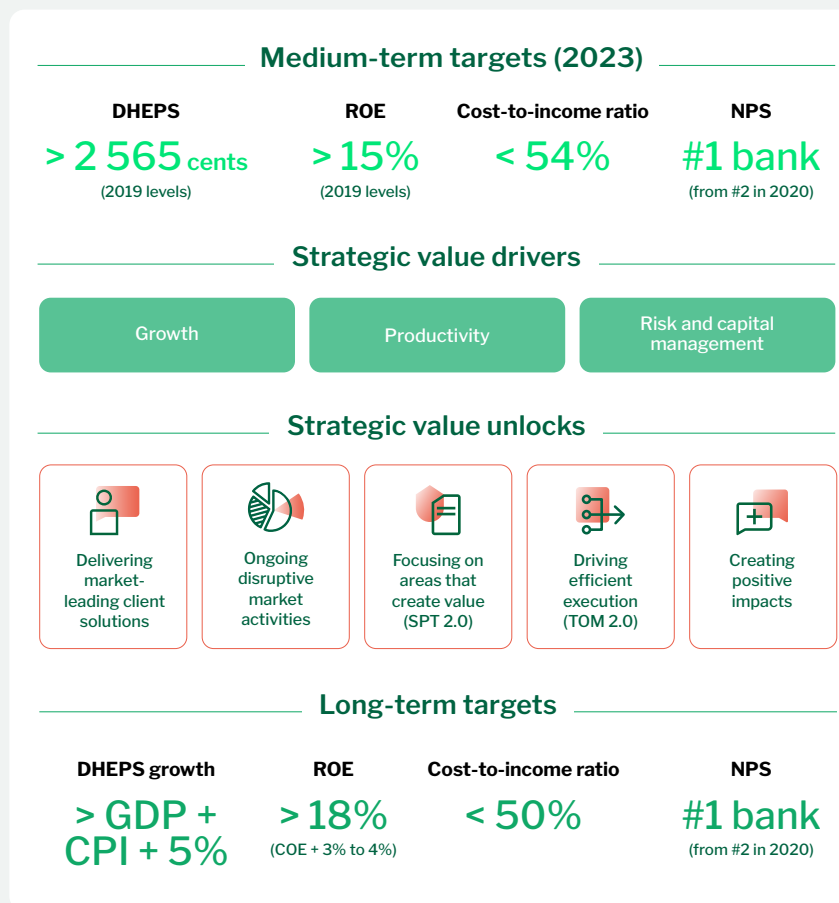 Medium-term targets (2023)
DHEPS
> 2 565 cents
(2019 levels)
ROE
> 15%
(2019 levels)
Cost-to-income ratio
< 54%
NPS
#1 bank
(from #2 in 2020)
Strategic value drivers
Growth
Productivity
Risk and capital
management
Strategic value unlocks
Delivering
market-
leading client
solutions
Ongoing
disruptive
market
activities
Focusing on
areas that
create value
(SPT 2.0)
Driving
efficient
execution
(TOM 2.0)
Creating
positive
impacts
Long-term targets
DHEPS growth
> GDP +
CPI + 5%
ROE
> 18%
(COE + 3% to 4%)
Cost-to-income ratio
< 50%
NPS
#1 bank
(from #2 in 2020)